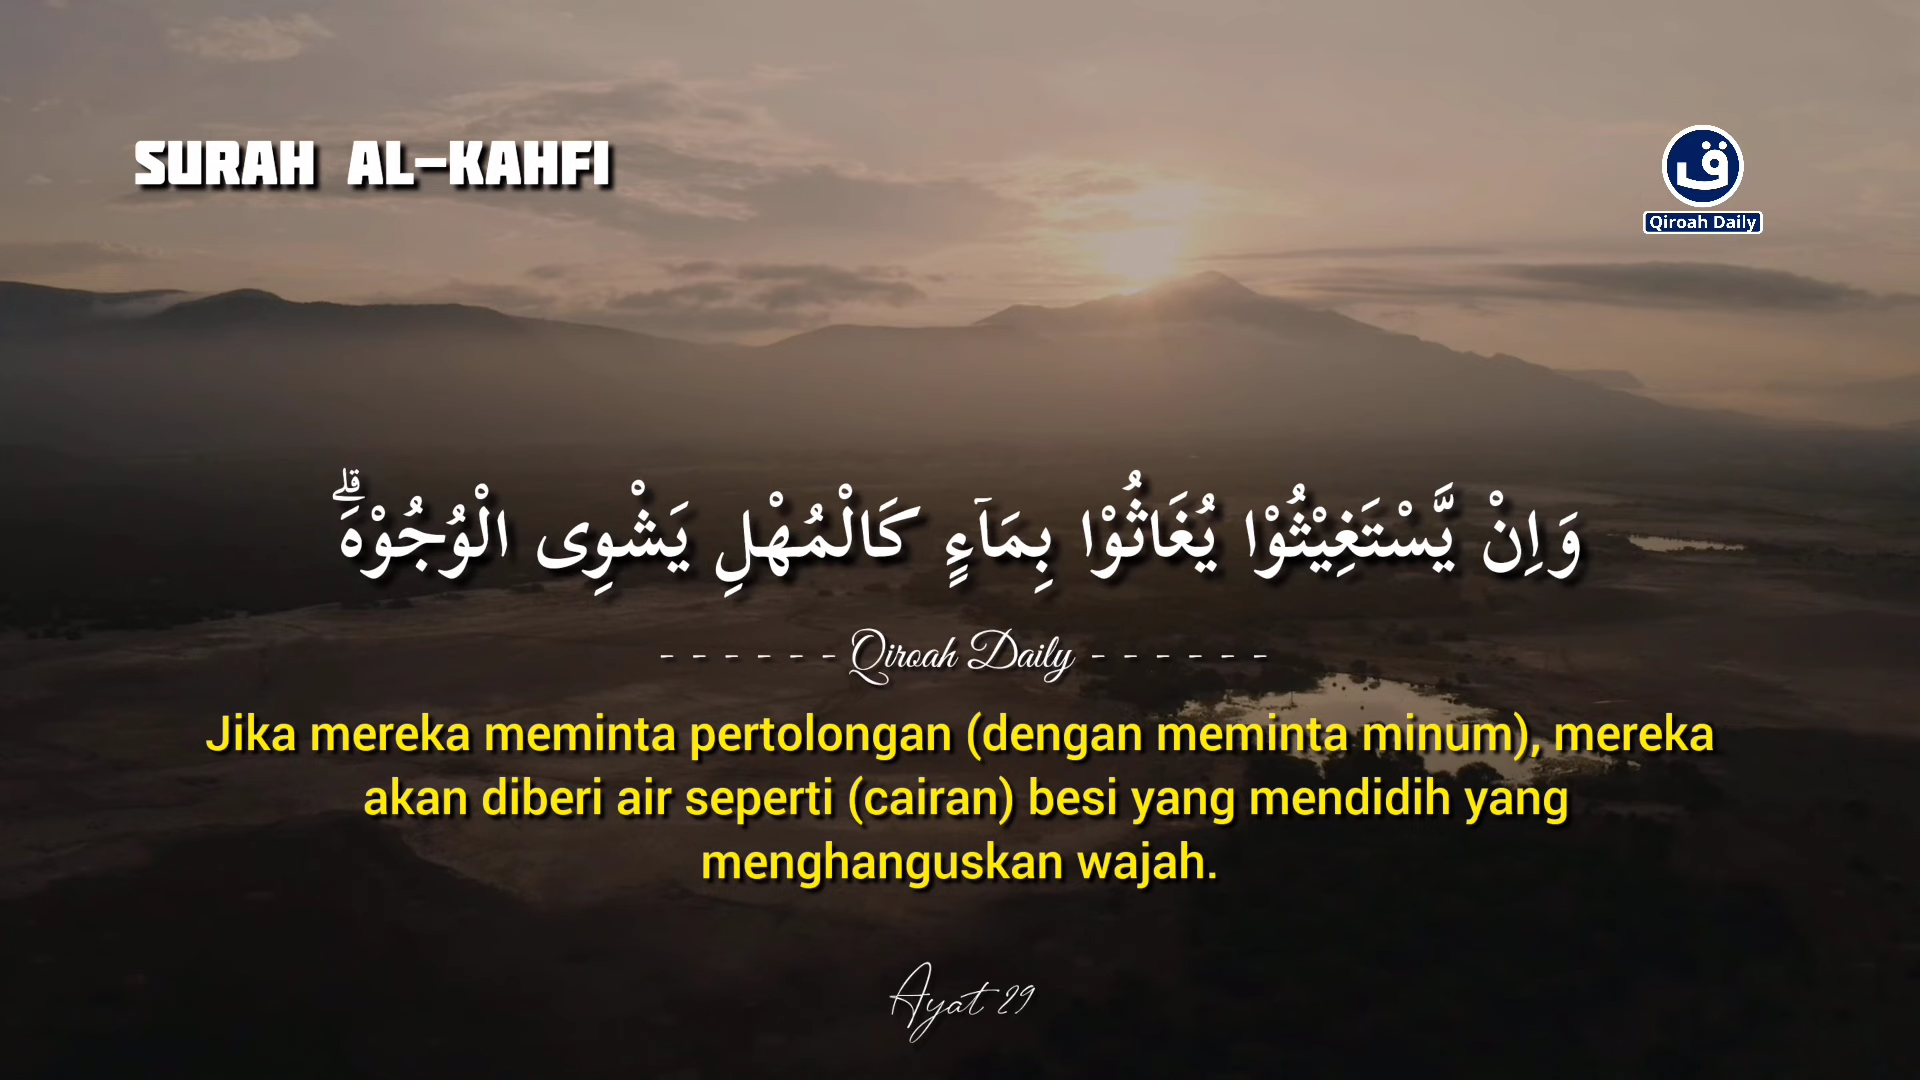 SURAH AL-KAHFI
ق
Qiroah Daily
وَاِنْ يَّسْتَغِيْثُوْا يُغَاثُوْا بِمَاۤءٍ كَالْمُهْلِ يَشْوِى الْوُجُوْهَۗ
- - - - - - Qiroah Daily - - - - - -
Jika mereka meminta pertolongan (dengan meminta minum), mereka
akan diberi air seperti (cairan) besi yang mendidih yang
menghanguskan wajah.
Ayat 29